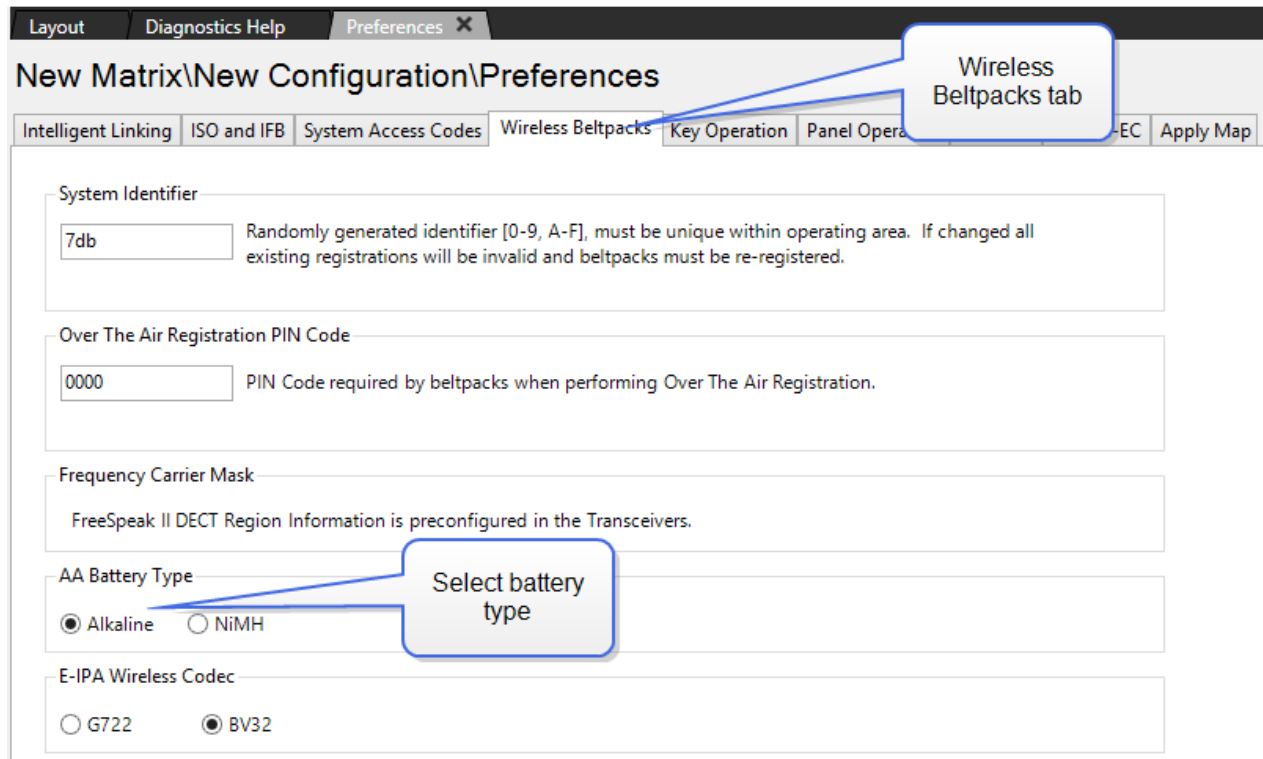 Layout Diagnostics Help Preferences X
New Matrix\New Configuration\Preferences
Wireless
Beltpacks tab
Intelligent Linking ISO and IFB System Access Codes Wireless Beltpacks Key Operation Panel Opera -EC Apply Map
System Identifier
7db
Randomly generated identifier [0-9, A-F], must be unique within operating area. If changed all
existing registrations will be invalid and beltpacks must be re-registered.
Over The Air Registration PIN Code
0000 PIN Code required by beltpacks when performing Over The Air Registration.
Frequency Carrier Mask
FreeSpeak II DECT Region Information is preconfigured in the Transceivers.
AA Battery Type
Select battery
type
Alkaline NiMH
E-IPA Wireless Codec
G722 BV32